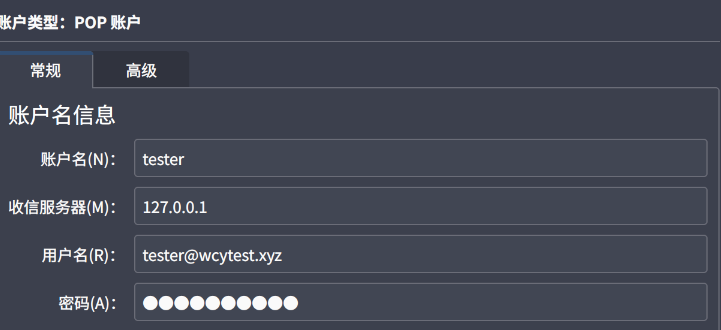 账户类型：POP 账户
常规 高级
账户名信息
账户名(N)： tester
收信服务器(M)： 127.0.0.1
用户名(R)： tester@wcytest.xyz
密码(A)： ●●●●●●●●●●